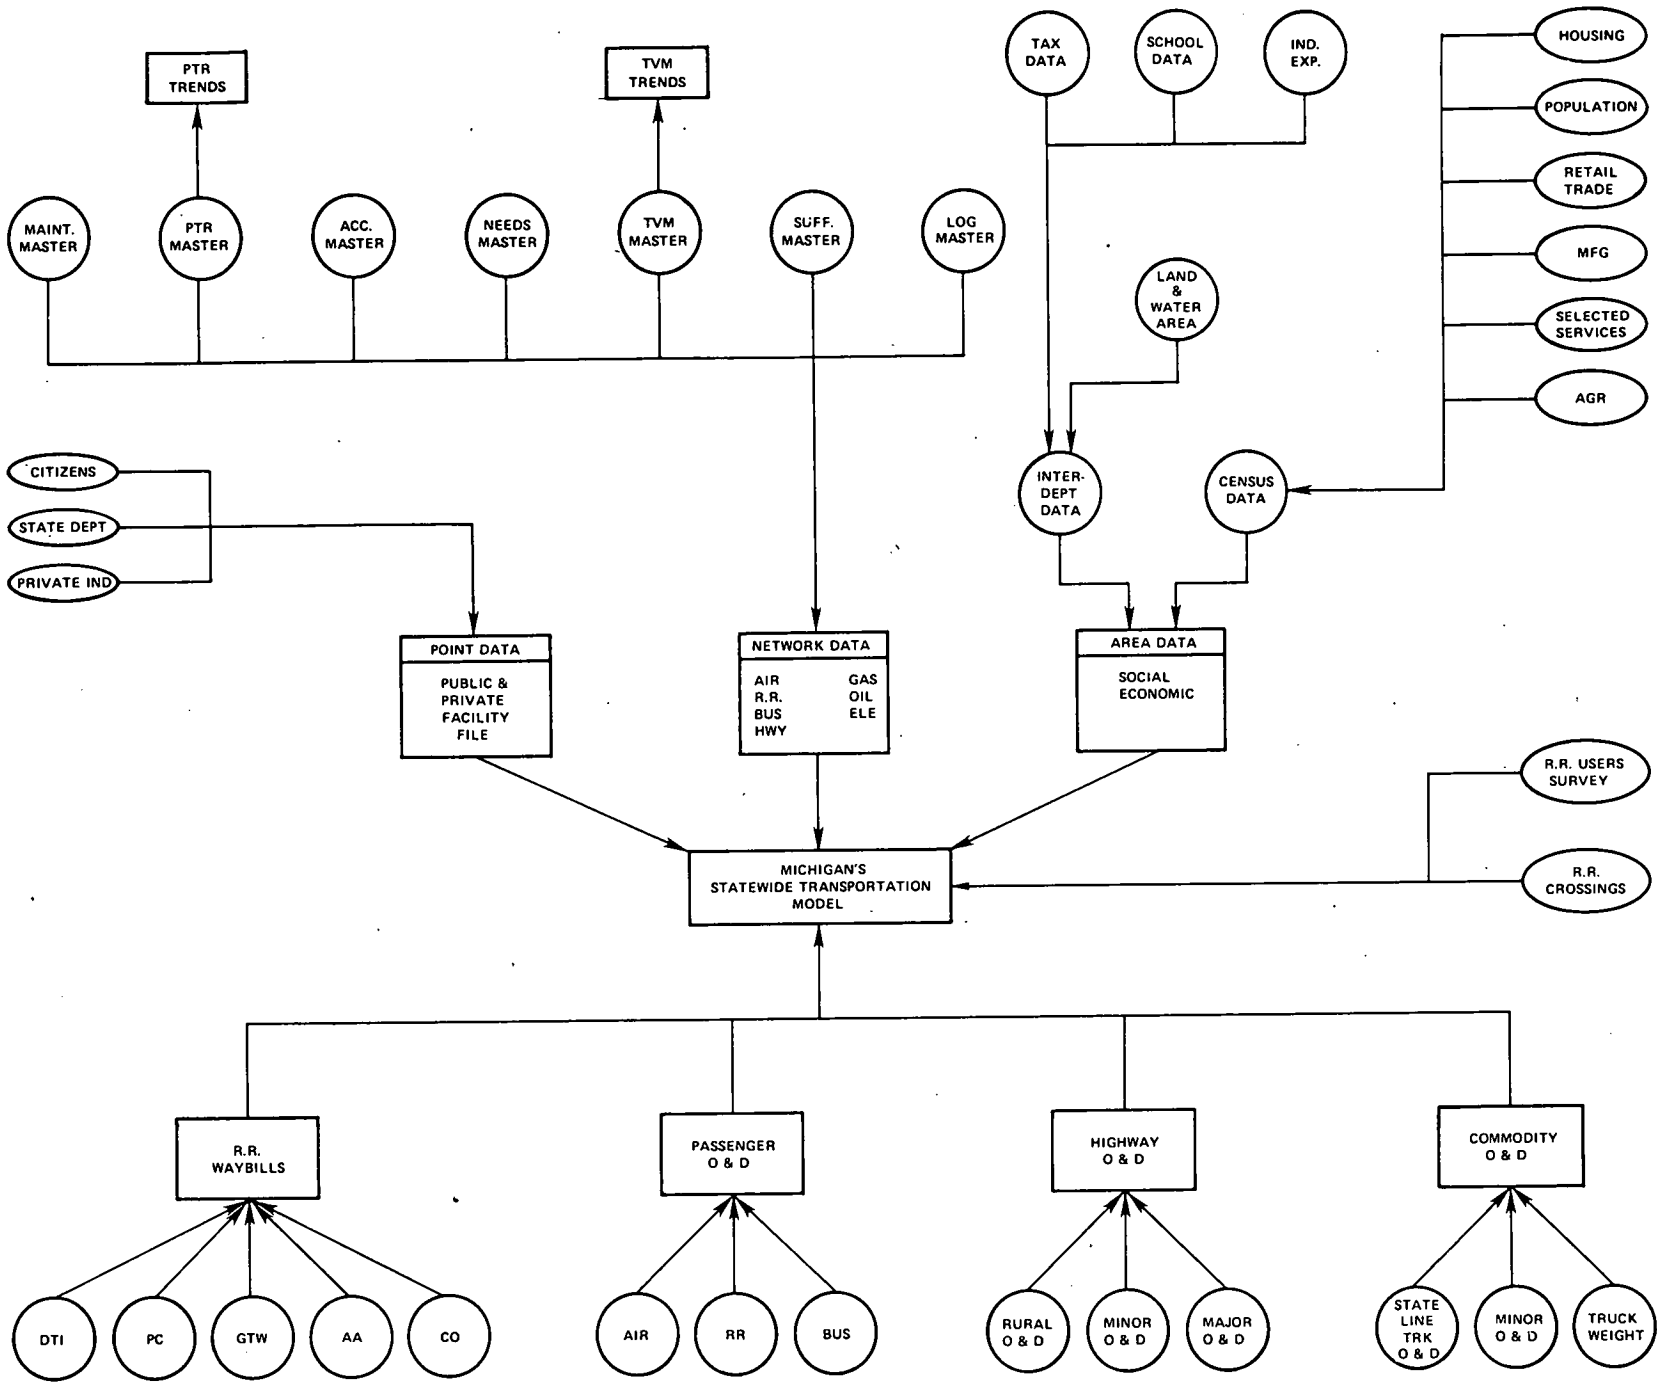 PTR
TRENDS
TVM
TRENDS
TAX
DATA
SCHOOL
DATA
IND.
EXP.
HOUSING
POPULATION
RETAIL
TRADE
MFG
SELECTED
SERVICES
AGR
MAINT.
MASTER
PTR
MASTER
ACC.
MASTER
NEEDS
MASTER
TVM
MASTER
SUFF.
MASTER
LOG
MASTER
LAND
&
WATER
AREA
CITIZENS
STATE DEPT
PRIVATE IND
INTER-
DEPT
DATA
CENSUS
DATA
POINT DATA
PUBLIC &
PRIVATE
FACILITY
FILE
NETWORK DATA
AIR GAS
R.R. OIL
BUS ELE
HWY
AREA DATA
SOCIAL
ECONOMIC
R.R. USERS
SURVEY
R.R.
CROSSINGS
MICHIGAN'S
STATEWIDE TRANSPORTATION
MODEL
R.R.
WAYBILLS
PASSENGER
O & D
HIGHWAY
O & D
COMMODITY
O & D
DTI
PC
GTW
AA
CO
AIR
RR
BUS
RURAL
O & D
MINOR
O & D
MAJOR
O & D
STATE
LINE
TRK
O & D
MINOR
O & D
TRUCK
WEIGHT